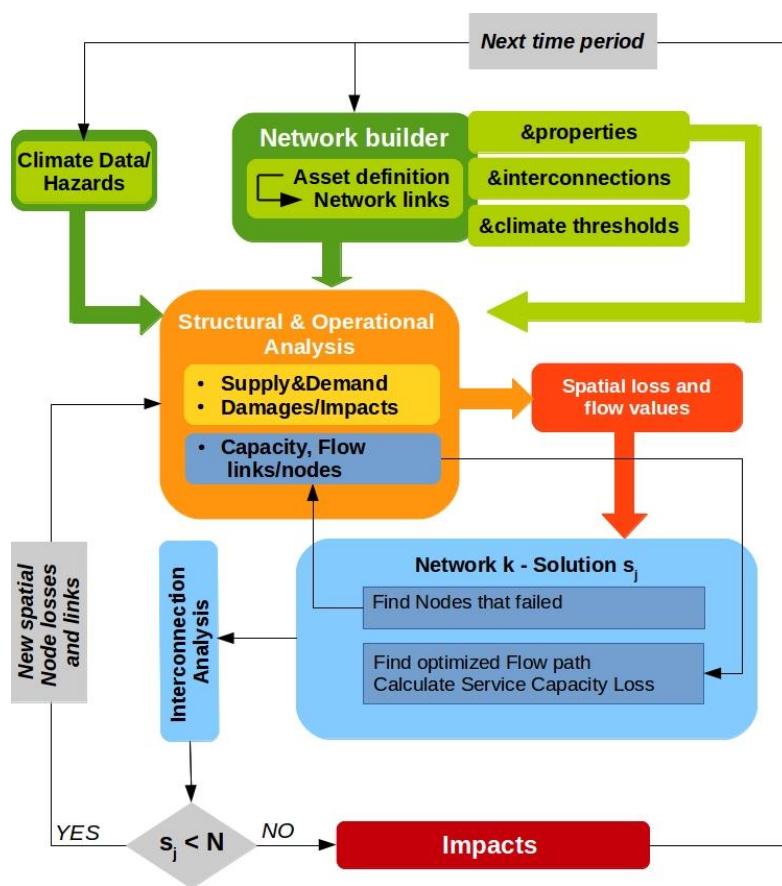 Next time period
Climate Data/
Hazards
Network builder
Asset definition
Network links
&properties
&interconnections
&climate thresholds
Structural & Operational
Analysis
• Supply&Demand
• Damages/Impacts
• Capacity, Flow
links/nodes
Spatial loss and
flow values
New spatial
Node losses
and links
Interconnection
Analysis
Network k - Solution sj
Find Nodes that failed
Find optimized Flow path
Calculate Service Capacity Loss
YES
sj < N
NO
Impacts